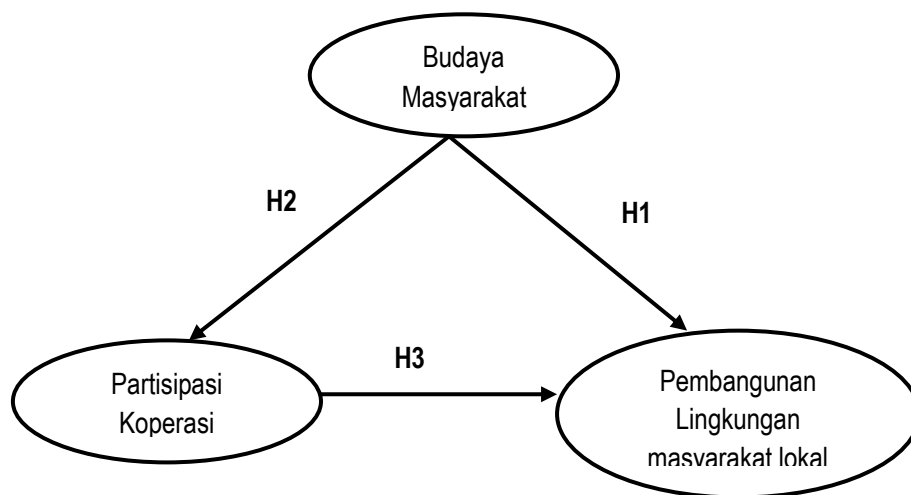 Budaya
Masyarakat
H2
H1
H3
Partisipasi
Koperasi
Pembangunan
Lingkungan
masyarakat lokal